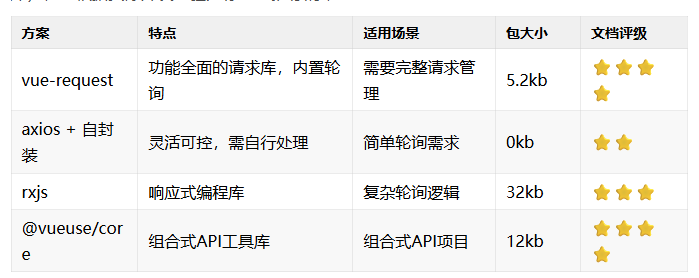 方案 特点 适用场景 包大小 文档评级
vue-request 功能全面的请求库，内置轮询 需要完整请求管理 5.2kb ⭐⭐⭐⭐
axios + 自封装 灵活可控，需自行处理 简单轮询需求 0kb ⭐⭐
rxjs 响应式编程库 复杂轮询逻辑 32kb ⭐⭐⭐
@vueuse/core 组合式API工具库 组合式API项目 12kb ⭐⭐⭐⭐